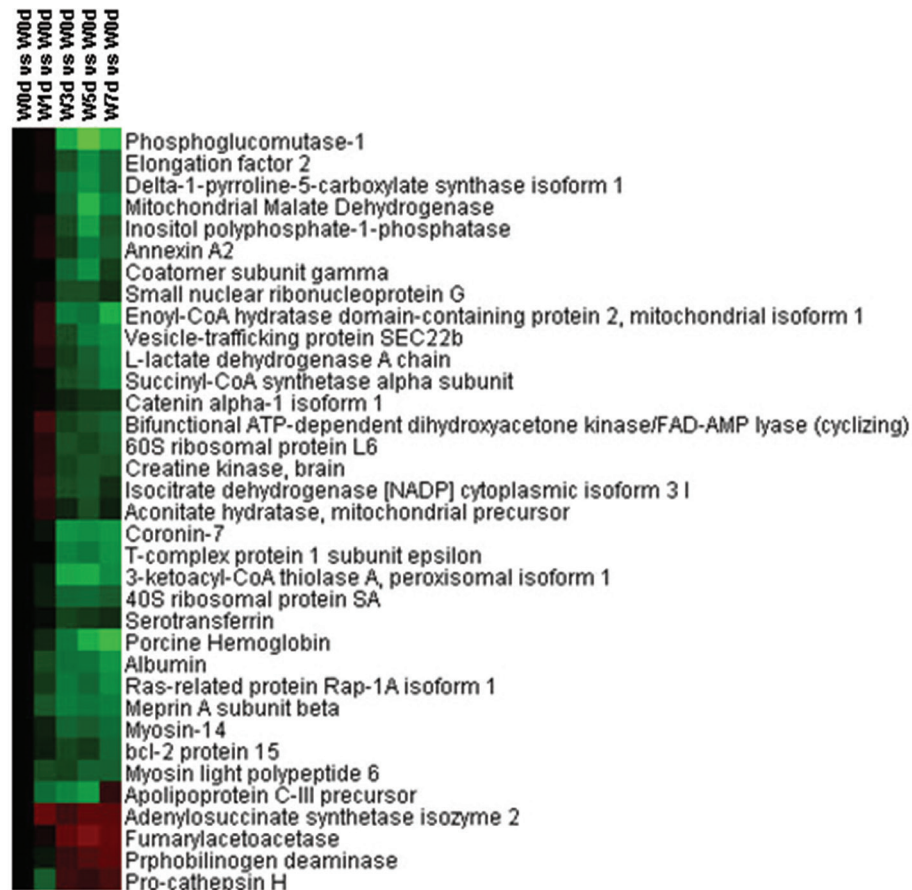 W0d vs W0d
W1d vs W0d
W3d vs W0d
W5d vs W0d
W7d vs W0d
Phosphoglucomutase-1
Elongation factor 2
Delta-1-pyrroline-5-carboxylate synthase isoform 1
Mitochondrial Malate Dehydrogenase
Inositol polyphosphate-1-phosphatase
Annexin A2
Coatomer subunit gamma
Small nuclear ribonucleoprotein G
Enoyl-CoA hydratase domain-containing protein 2, mitochondrial isoform 1
Vesicle-trafficking protein SEC22b
L-lactate dehydrogenase A chain
Succinyl-CoA synthetase alpha subunit
Catenin alpha-1 isoform 1
Bifunctional ATP-dependent dihydroxyacetone kinase/FAD-AMP lyase (cyclizing)
60S ribosomal protein L6
Creatine kinase, brain
Isocitrate dehydrogenase [NADP] cytoplasmic isoform 3 I
Aconitate hydratase, mitochondrial precursor
Coronin-7
T-complex protein 1 subunit epsilon
3-ketoacyl-CoA thiolase A, peroxisomal isoform 1
40S ribosomal protein SA
Serotransferrin
Porcine Hemoglobin
Albumin
Ras-related protein Rap-1A isoform 1
Meprin A subunit beta
Myosin-14
bcl-2 protein 15
Myosin light polypeptide 6
Apolipoprotein C-III precursor
Adenylosuccinate synthetase isozyme 2
Fumarylacetoacetase
Prphobilinogen deaminase
Pro-cathepsin H